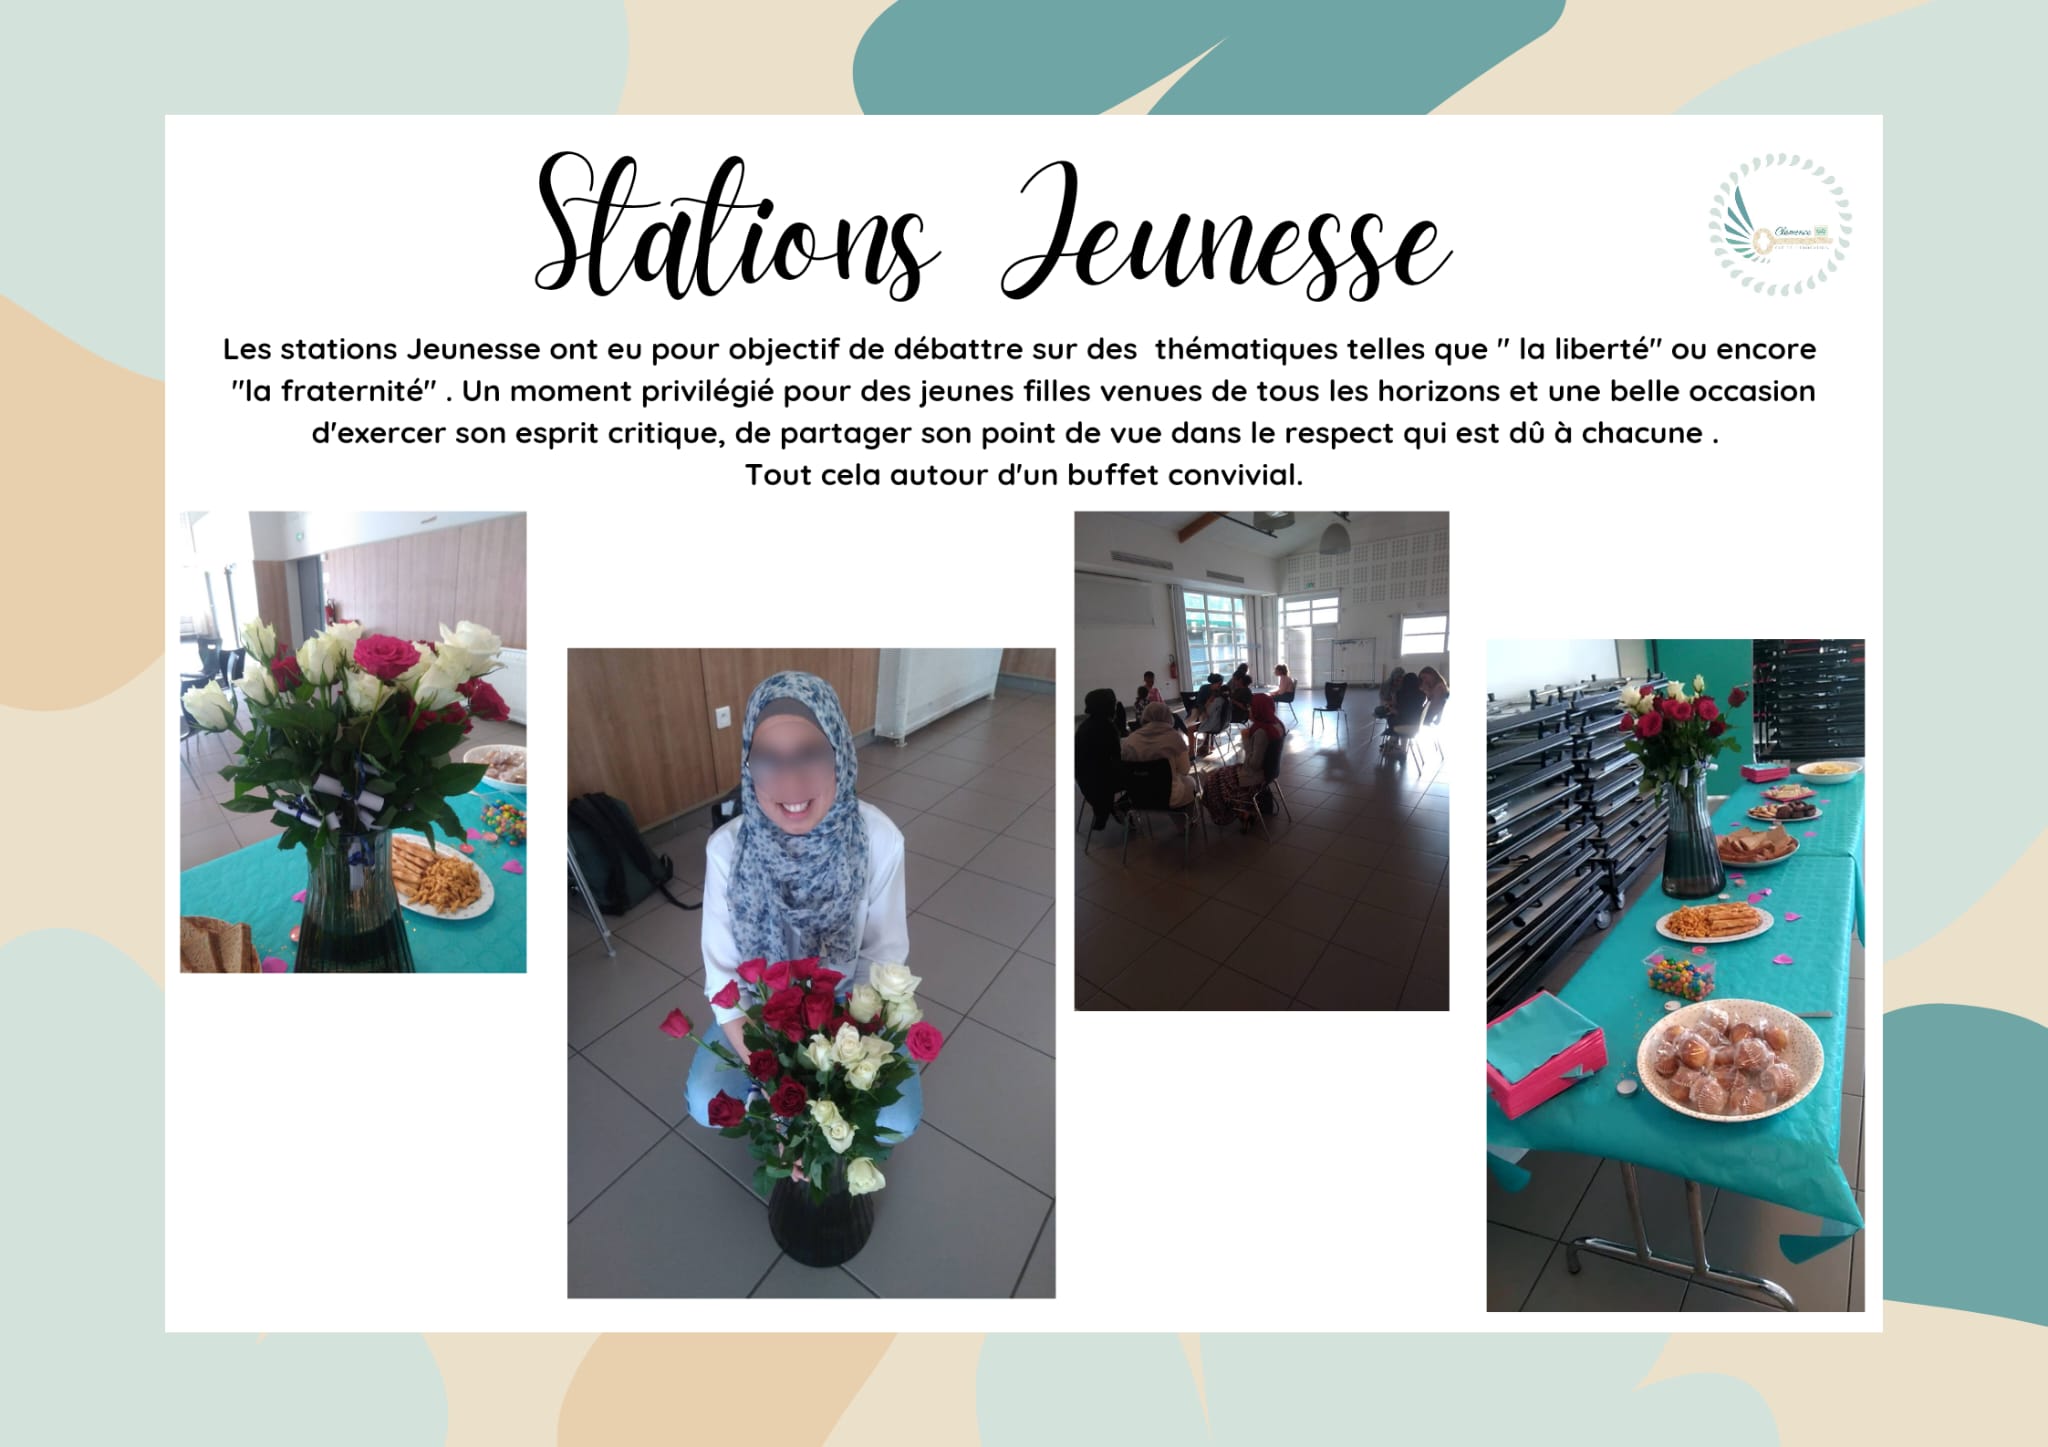 Stations Jeunesse
Clemence
Les stations Jeunesse ont eu pour objectif de débattre sur des  thématiques telles que " la liberté" ou encore
"la fraternité" . Un moment privilégié pour des jeunes filles venues de tous les horizons et une belle occasion
d'exercer son esprit critique, de partager son point de vue dans le respect qui est dû à chacune .
Tout cela autour d'un buffet convivial.